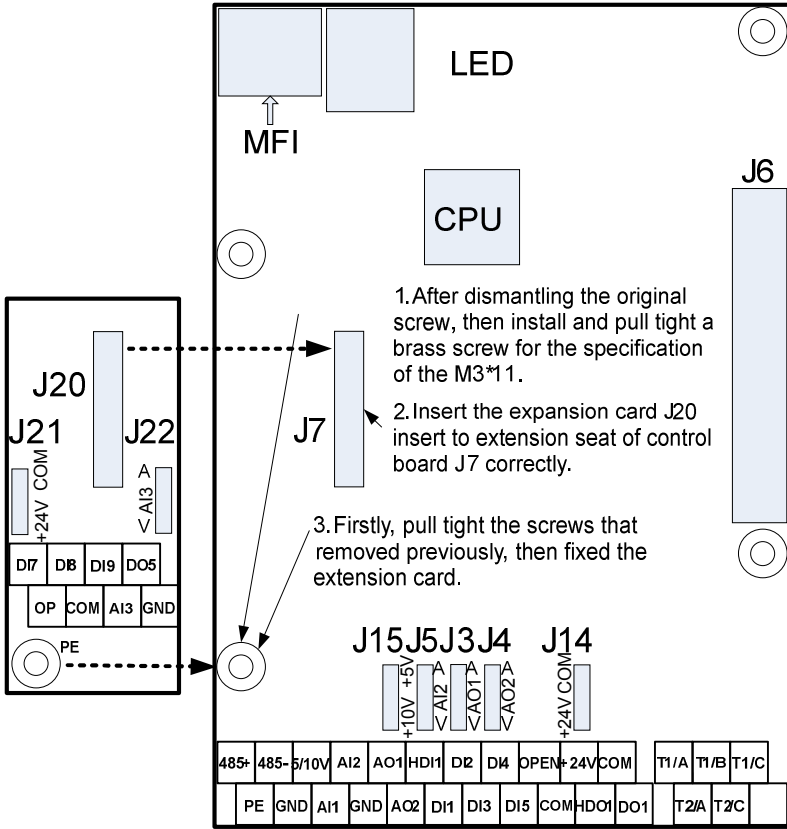 LED
MFI
J6
CPU
1.After dismantling the original
screw, then install and pull tight a
brass screw for the specification
of the M3*11.
J20
J7
2.Insert the expansion card J20
insert to extension seat of control
board J7 correctly.
J21
J22
+24V COM
V AI3 A
3.Firstly, pull tight the screws that
removed previously, then fixed the
extension card.
DI7 DI8 DI9 DO5
OP COM AI3 GND
PE
J15 J5 J3 J4 J14
+10V +5V
V AI2 A
V AO1 A
V AO2 A
+24V COM
485+ 485- 5/10V AI2 AO1 HDI1 DI2 DI4 OPEN +24V COM T1/A T1/B T1/C
PE GND AI1 GND AO2 DI1 DI3 DI5 COM HDO1 DO1 T2/A T2/C